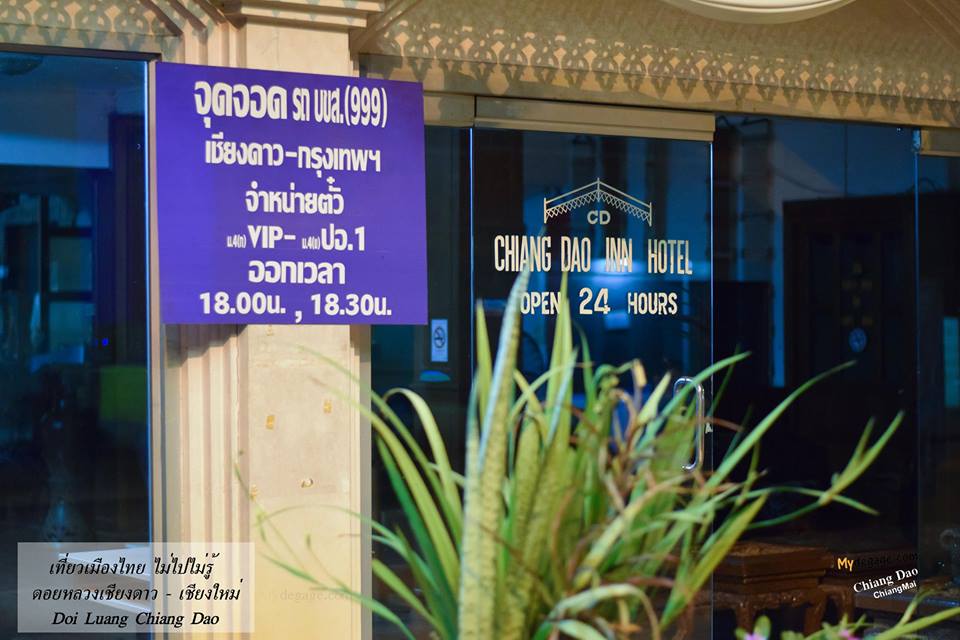 จุดจอด รถ บขส.(999)
เชียงดาว-กรุงเทพฯ
จำหน่ายตั๋ว
ม.4(ก) VIP- ม.4(ข) ปอ.1
ออกเวลา
18.00น. , 18.30น.
CD
CHIANG DAO INN HOTEL
OPEN 24 HOURS
เที่ยวเมืองไทย ไม่ไปไม่รู้
ดอยหลวงเชียงดาว - เชียงใหม่
Doi Luang Chiang Dao
Mydegage.com
Chiang Dao
ChiangMai